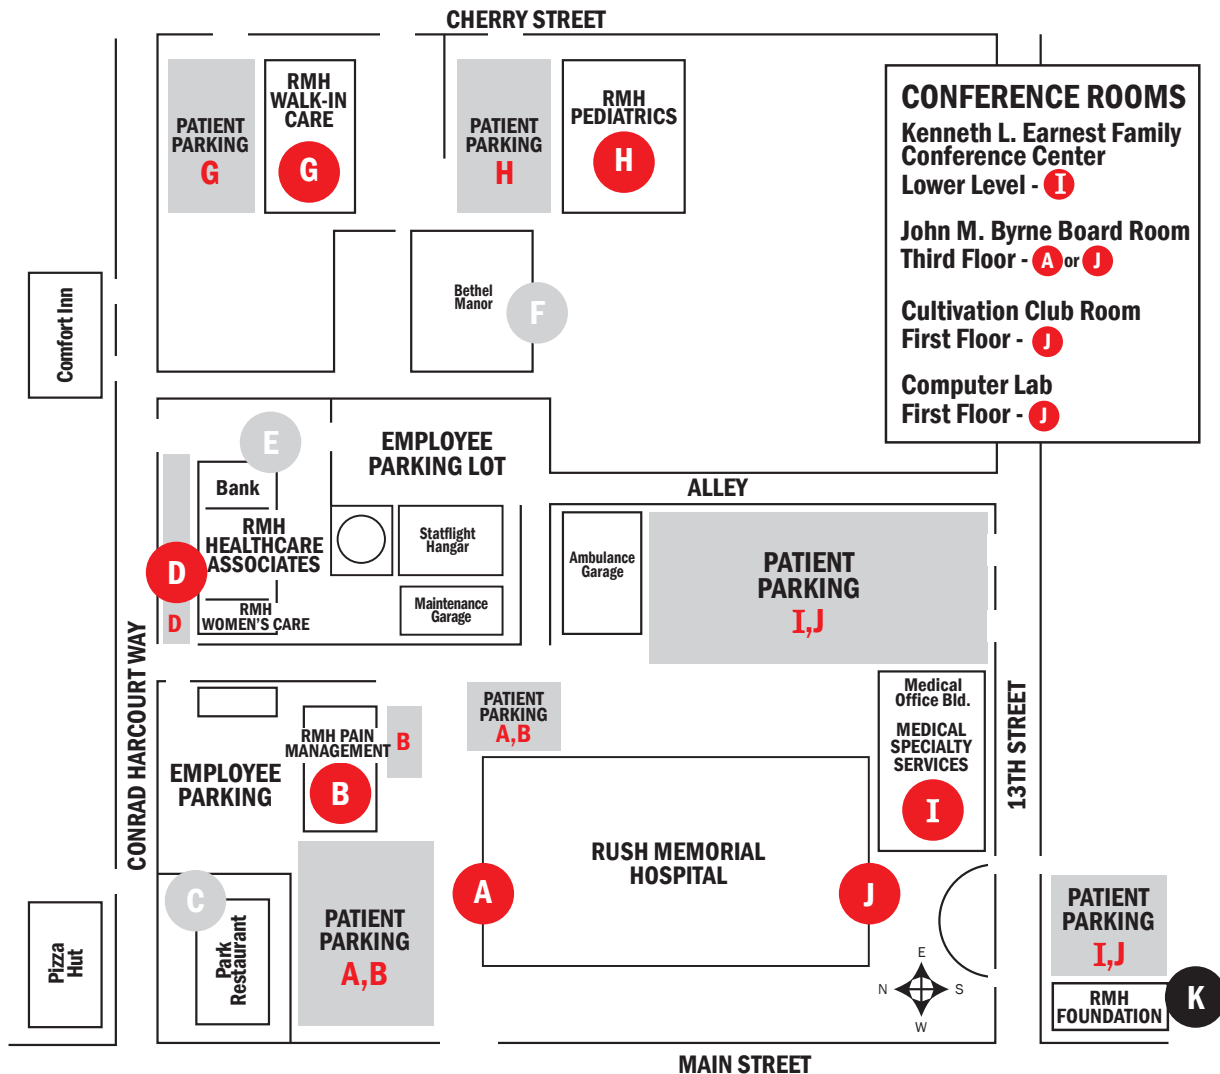 CHERRY STREET
RMH
WALK-IN
CARE
G
PATIENT
PARKING
G
PATIENT
PARKING
H
RMH
PEDIATRICS
H
CONFERENCE ROOMS
Kenneth L. Earnest Family
Conference Center
Lower Level - I
John M. Byrne Board Room
Third Floor - A or J
Cultivation Club Room
First Floor - J
Computer Lab
First Floor - J
Comfort Inn
Bethel
Manor
F
E
Bank
RMH
HEALTHCARE
ASSOCIATES
D
D
RMH
WOMEN'S CARE
EMPLOYEE
PARKING LOT
Statflight
Hangar
Maintenance
Garage
ALLEY
Ambulance
Garage
PATIENT
PARKING
I,J
CONRAD HARCOURT WAY
13TH STREET
RMH PAIN
MANAGEMENT
B
B
EMPLOYEE
PARKING
PATIENT
PARKING
A,B
Medical
Office Bld.
MEDICAL
SPECIALTY
SERVICES
I
RUSH MEMORIAL
HOSPITAL
A
J
C
Park
Restaurant
PATIENT
PARKING
A,B
Pizza
Hut
E
N
S
W
PATIENT
PARKING
I,J
RMH
FOUNDATION
K
MAIN STREET